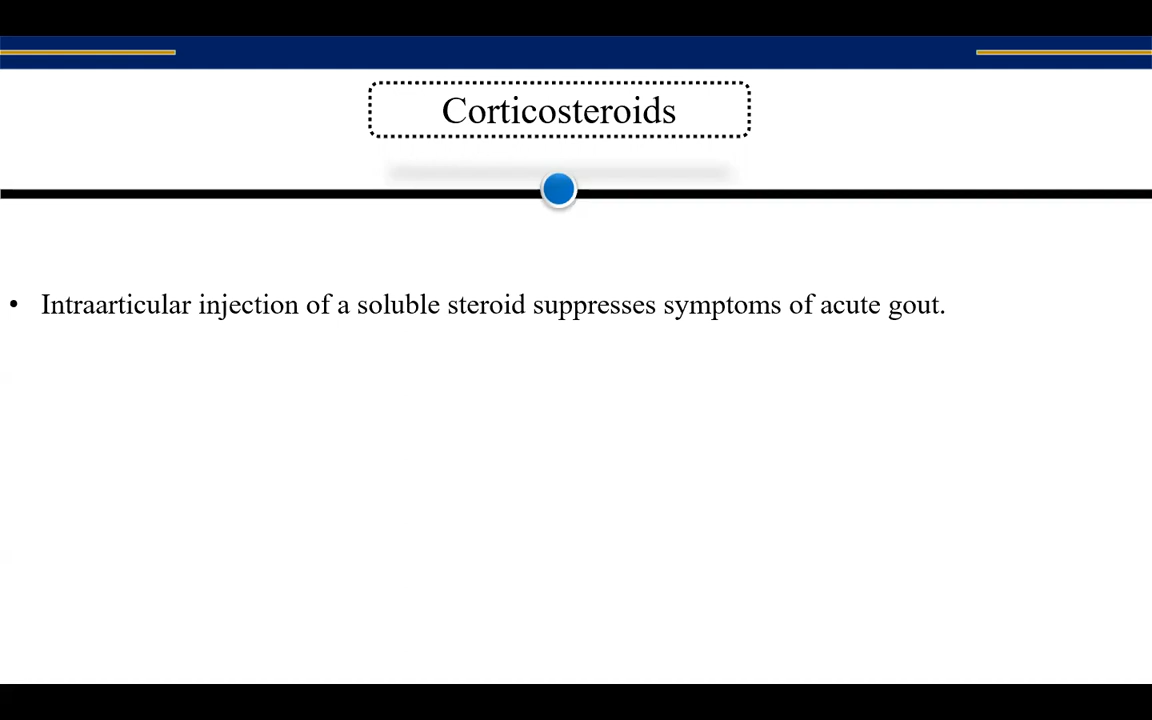 Corticosteroids
• Intraarticular injection of a soluble steroid suppresses symptoms of acute gout.